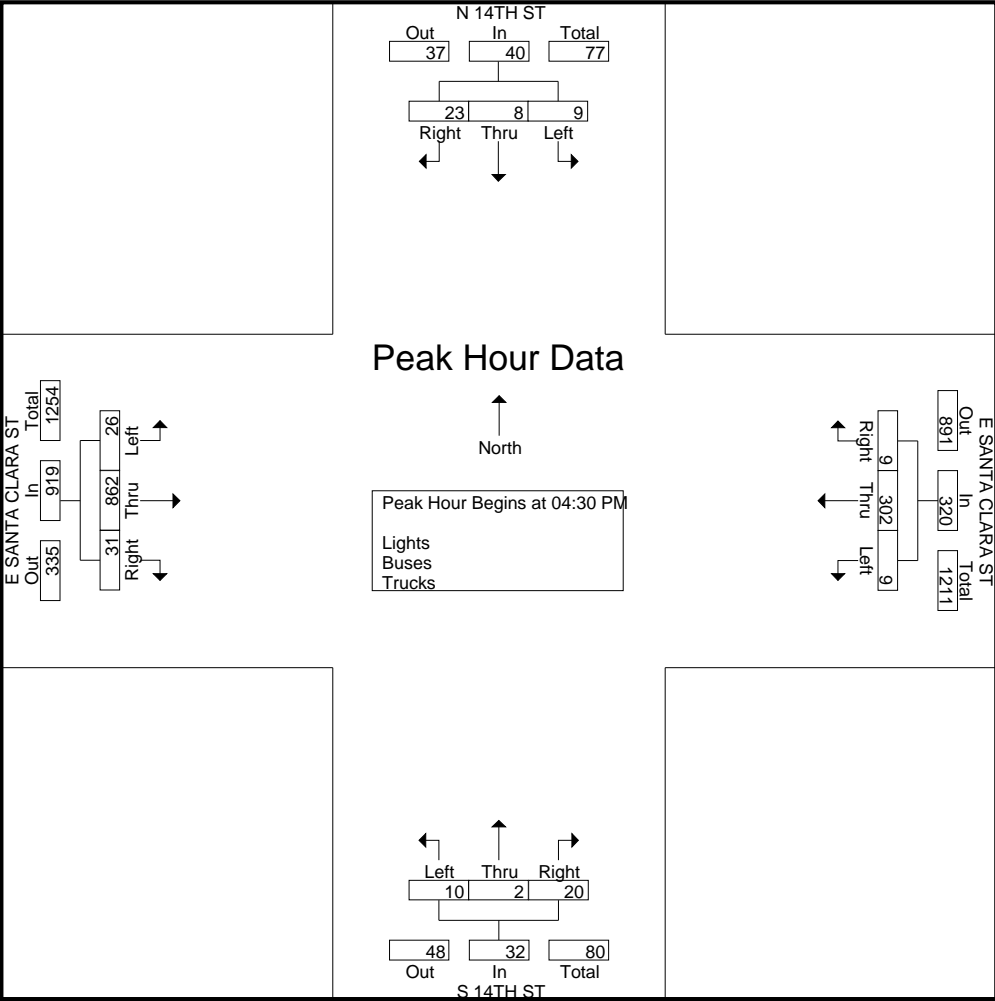 N 14TH ST
Out In Total
37 40 77
23 8 9
Right Thru Left
Peak Hour Data
North
Peak Hour Begins at 04:30 PM
Lights
Buses
Trucks
E SANTA CLARA ST
Out In Total
335 919 1254
31 862 26
Right Thru Left
E SANTA CLARA ST
Out In Total
891 320 1211
9 302 9
Right Thru Left
Left Thru Right
10 2 20
48 32 80
Out In Total
S 14TH ST